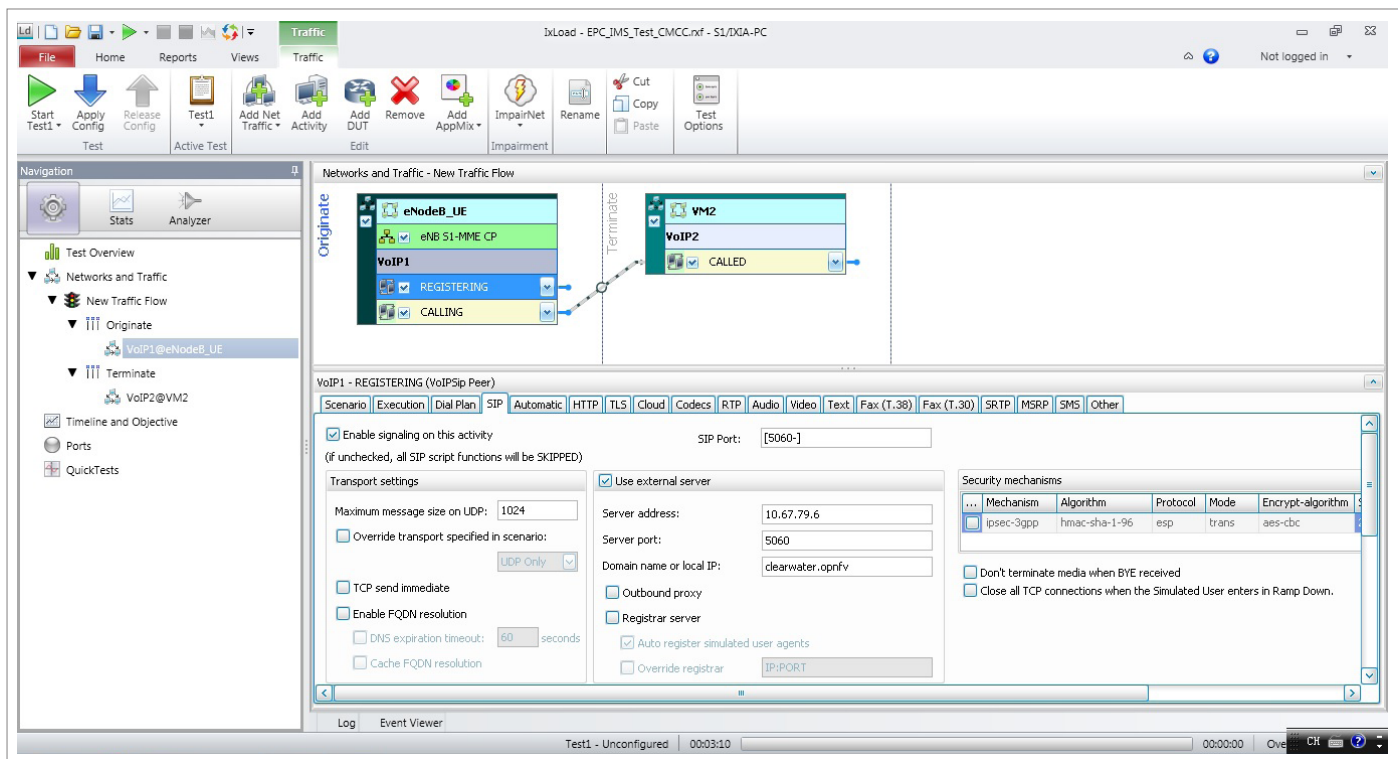 Ld
Traffic
IxLoad - EPC_IMS_Test_CMCC.rxf - S1/IXIA-PC
File Home Reports Views Traffic
Not logged in
Start Test1 Apply Config Release Config Test1 Add Net Traffic Add Activity Add DUT Remove Add AppMix ImpairNet Rename Cut Copy Paste Test Options
Test Active Test Edit Impairment
Navigation
Stats Analyzer
Test Overview
Networks and Traffic
New Traffic Flow
Originate
VoIP1@eNodeB_UE
Terminate
VoIP2@VM2
Timeline and Objective
Ports
QuickTests
Networks and Traffic - New Traffic Flow
Originate
eNodeB_UE
eNB S1-MME CP
VoIP1
REGISTERING
CALLING
Terminate
VM2
VoIP2
CALLED
VoIP1 - REGISTERING (VoIPSip Peer)
Scenario Execution Dial Plan SIP Automatic HTTP TLS Cloud Codecs RTP Audio Video Text Fax (T.38) Fax (T.30) SRTP MSRP SMS Other
Enable signaling on this activity
(if unchecked, all SIP script functions will be SKIPPED)
SIP Port: [5060-]
Transport settings
Maximum message size on UDP: 1024
Override transport specified in scenario:
UDP Only
TCP send immediate
Enable FQDN resolution
DNS expiration timeout: 60 seconds
Cache FQDN resolution
Use external server
Server address: 10.67.79.6
Server port: 5060
Domain name or local IP: clearwater.opnfv
Outbound proxy
Registrar server
Auto register simulated user agents
Override registrar IP:PORT
Security mechanisms
... Mechanism Algorithm Protocol Mode Encrypt-algorithm
ipsec-3gpp hmac-sha-1-96 esp trans aes-cbc
Don't terminate media when BYE received
Close all TCP connections when the Simulated User enters in Ramp Down.
Log Event Viewer
Test1 - Unconfigured 00:03:10 00:00:00 Ove CH